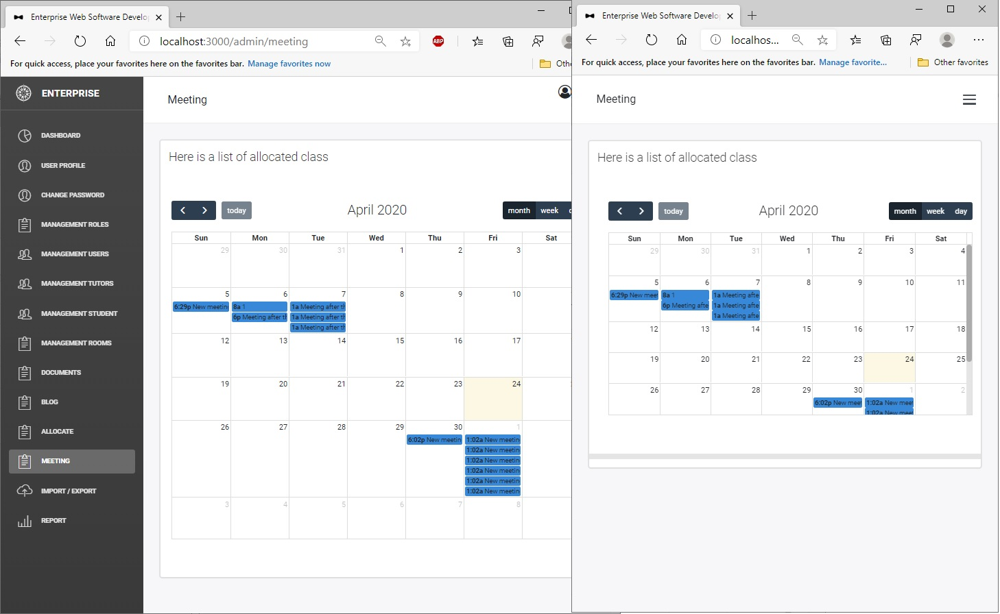 Enterprise Web Software Develo
localhost:3000/admin/meeting
ABP
For quick access, place your favorites here on the favorites bar. Manage favorites now
Othe
ENTERPRISE
DASHBOARD
USER PROFILE
CHANGE PASSWORD
MANAGEMENT ROLES
MANAGEMENT USERS
MANAGEMENT TUTORS
MANAGEMENT STUDENT
MANAGEMENT ROOMS
DOCUMENTS
BLOG
ALLOCATE
MEETING
IMPORT / EXPORT
REPORT
Meeting
Here is a list of allocated class
today
April 2020
month week d
Sun Mon Tue Wed Thu Fri Sat
29 30 31 1 2 3
5 6 7 8 9 10
6:29p New meetin 8a 1 1a Meeting after th
6p Meeting after th 1a Meeting after th
1a Meeting after th
12 13 14 15 16 17
19 20 21 22 23 24
26 27 28 29 30 1
6:02p New meetin 1:02a New meetin
1:02a New meetin
1:02a New meetin
1:02a New meetin
1:02a New meetin
1:02a New meetin
3 4 5 6 7 8
Enterprise Web Software Develo
localhos...
For quick access, place your favorites here on the favorites bar. Manage favorite...
Other favorites
Meeting
Here is a list of allocated class
today
April 2020
month week day
Sun Mon Tue Wed Thu Fri Sat
29 30 31 1 2 3 4
5 6 7 8 9 10 11
6:29p New meet 8a 1 1a Meeting afte
6p Meeting afte 1a Meeting afte
1a Meeting afte
12 13 14 15 16 17 18
19 20 21 22 23 24 25
26 27 28 29 30 1 2
6:02p New meet 1:02a New meet
1:02a New meet